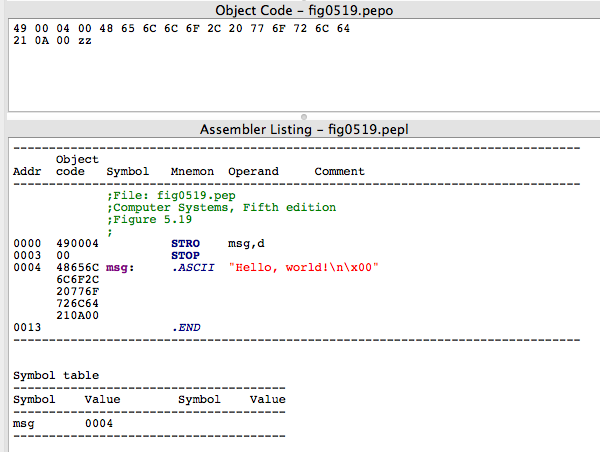 Object Code - fig0519.pepo
49 00 04 00 48 65 6C 6C 6F 2C 20 77 6F 72 6C 64
21 0A 00 zz
Assembler Listing - fig0519.pepl
-------------------------------------------------------------------------------
Object
Addr code Symbol Mnemon Operand Comment
-------------------------------------------------------------------------------
;File: fig0519.pep
;Computer Systems, Fifth edition
;Figure 5.19
;
0000 490004 STRO msg,d
0003 00 STOP
0004 48656C msg: .ASCII "Hello, world!\n\x00"
6C6F2C
20776F
726C64
210A00
0013 .END
-------------------------------------------------------------------------------
Symbol table
--------------------------------------
Symbol Value Symbol Value
--------------------------------------
msg 0004
--------------------------------------